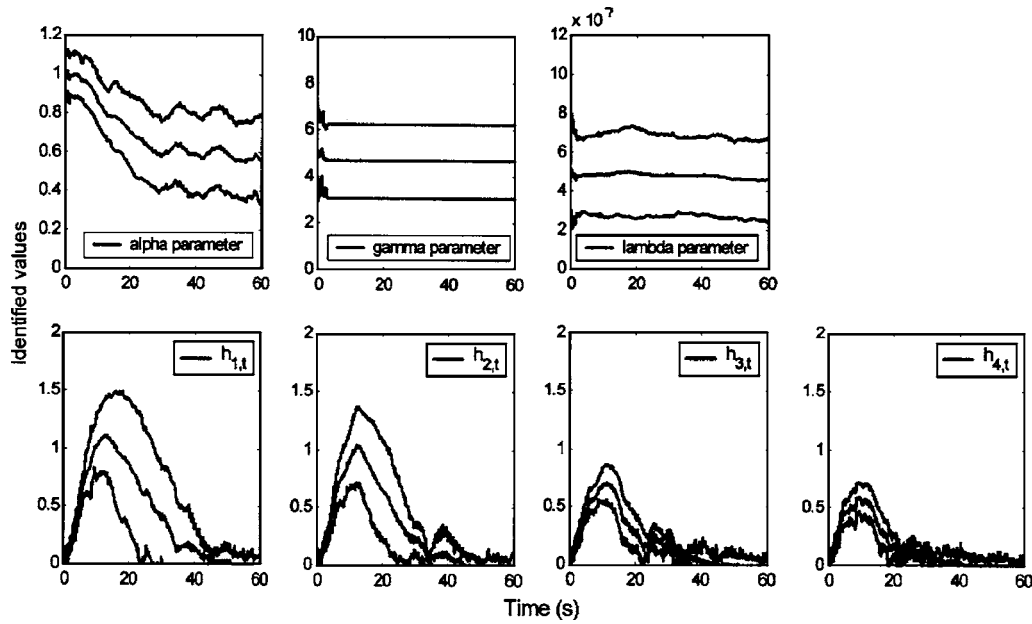 x 10⁻⁷
1.2
1
0.8
0.6
0.4
0.2
0
alpha parameter
0 20 40 60
10
8
6
4
2
0
gamma parameter
0 20 40 60
12
10
8
6
4
2
0
lambda parameter
0 20 40 60
Identified values
2
1.5
1
0.5
0
h1,t
0 20 40 60
2
1.5
1
0.5
0
h2,t
0 20 40 60
2
1.5
1
0.5
0
h3,t
0 20 40 60
2
1.5
1
0.5
0
h4,t
0 20 40 60
Time (s)